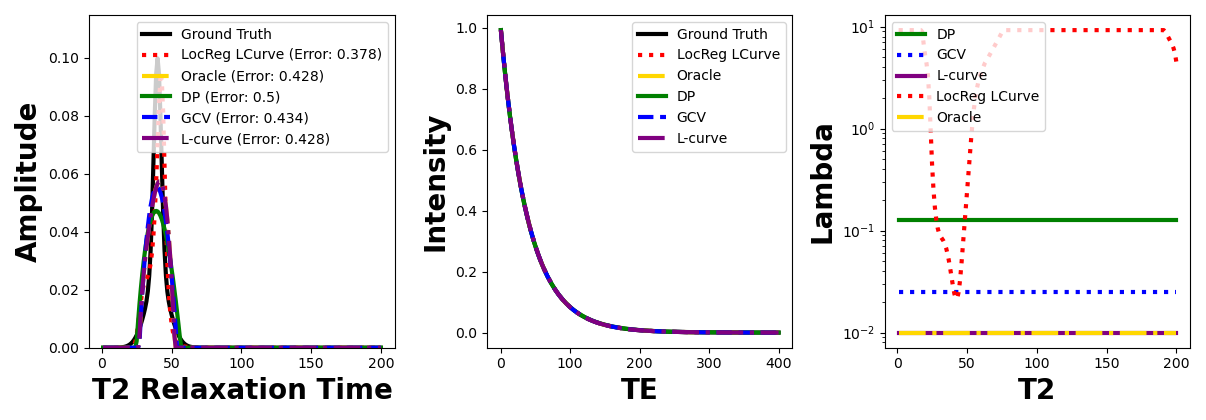 Amplitude
0.00
0.02
0.04
0.06
0.08
0.10
0
50
100
150
200
T2 Relaxation Time
Ground Truth
LocReg LCurve (Error: 0.378)
Oracle (Error: 0.428)
DP (Error: 0.5)
GCV (Error: 0.434)
L-curve (Error: 0.428)
Intensity
0.0
0.2
0.4
0.6
0.8
1.0
0
100
200
300
400
TE
Ground Truth
LocReg LCurve
Oracle
DP
GCV
L-curve
Lambda
10⁻²
10⁻¹
10⁰
10¹
0
50
100
150
200
T2
DP
GCV
L-curve
LocReg LCurve
Oracle